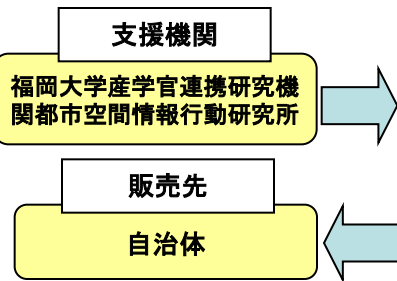 支援機関
福岡大学産学官連携研究機
関都市空間情報行動研究所
販売先
自治体